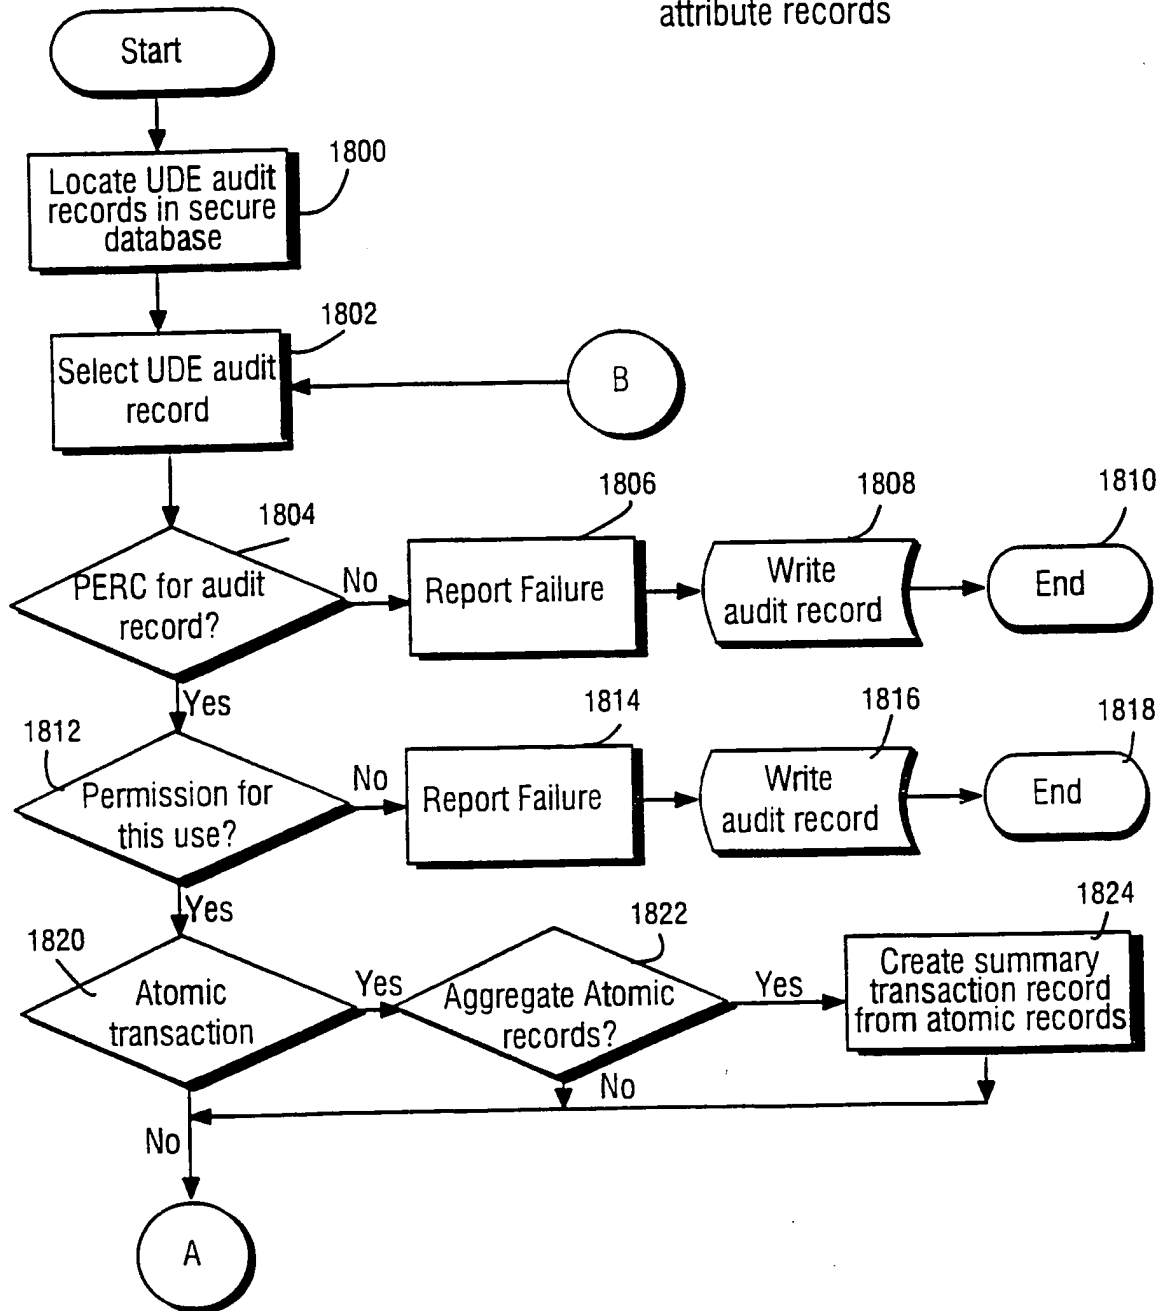 attribute records
Start
1800
Locate UDE audit
records in secure
database
1802
Select UDE audit
record
B
1804
PERC for audit
record?
No
1806
Report Failure
1808
Write
audit record
1810
End
Yes
1812
Permission for
this use?
No
1814
Report Failure
1816
Write
audit record
1818
End
Yes
1820
Atomic
transaction
Yes
1822
Aggregate Atomic
records?
Yes
1824
Create summary
transaction record
from atomic records
No
No
A